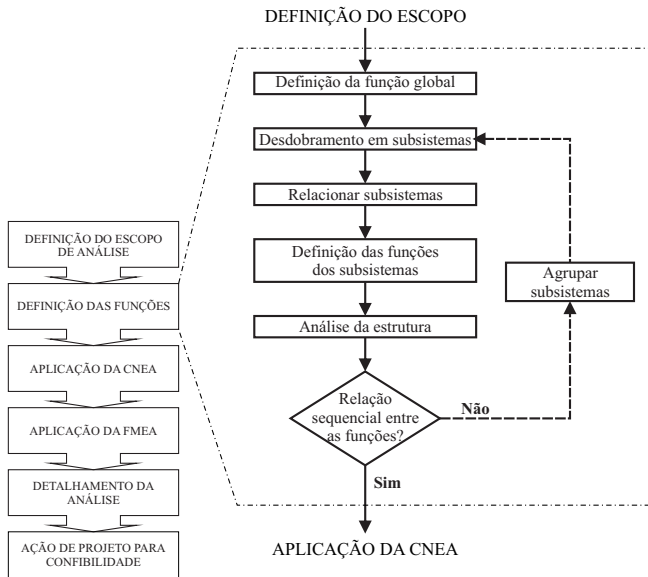 DEFINIÇÃO DO ESCOPO
Definição da função global
Desdobramento em subsistemas
Relacionar subsistemas
Definição das funções
dos subsistemas
Análise da estrutura
Relação
sequencial entre
as funções?
Não
Agrupar
subsistemas
Sim
APLICAÇÃO DA CNEA
DEFINIÇÃO DO ESCOPO
DE ANÁLISE
DEFINIÇÃO DAS FUNÇÕES
APLICAÇÃO DA CNEA
APLICAÇÃO DA FMEA
DETALHAMENTO DA
ANÁLISE
AÇÃO DE PROJETO PARA
CONFIBILIDADE